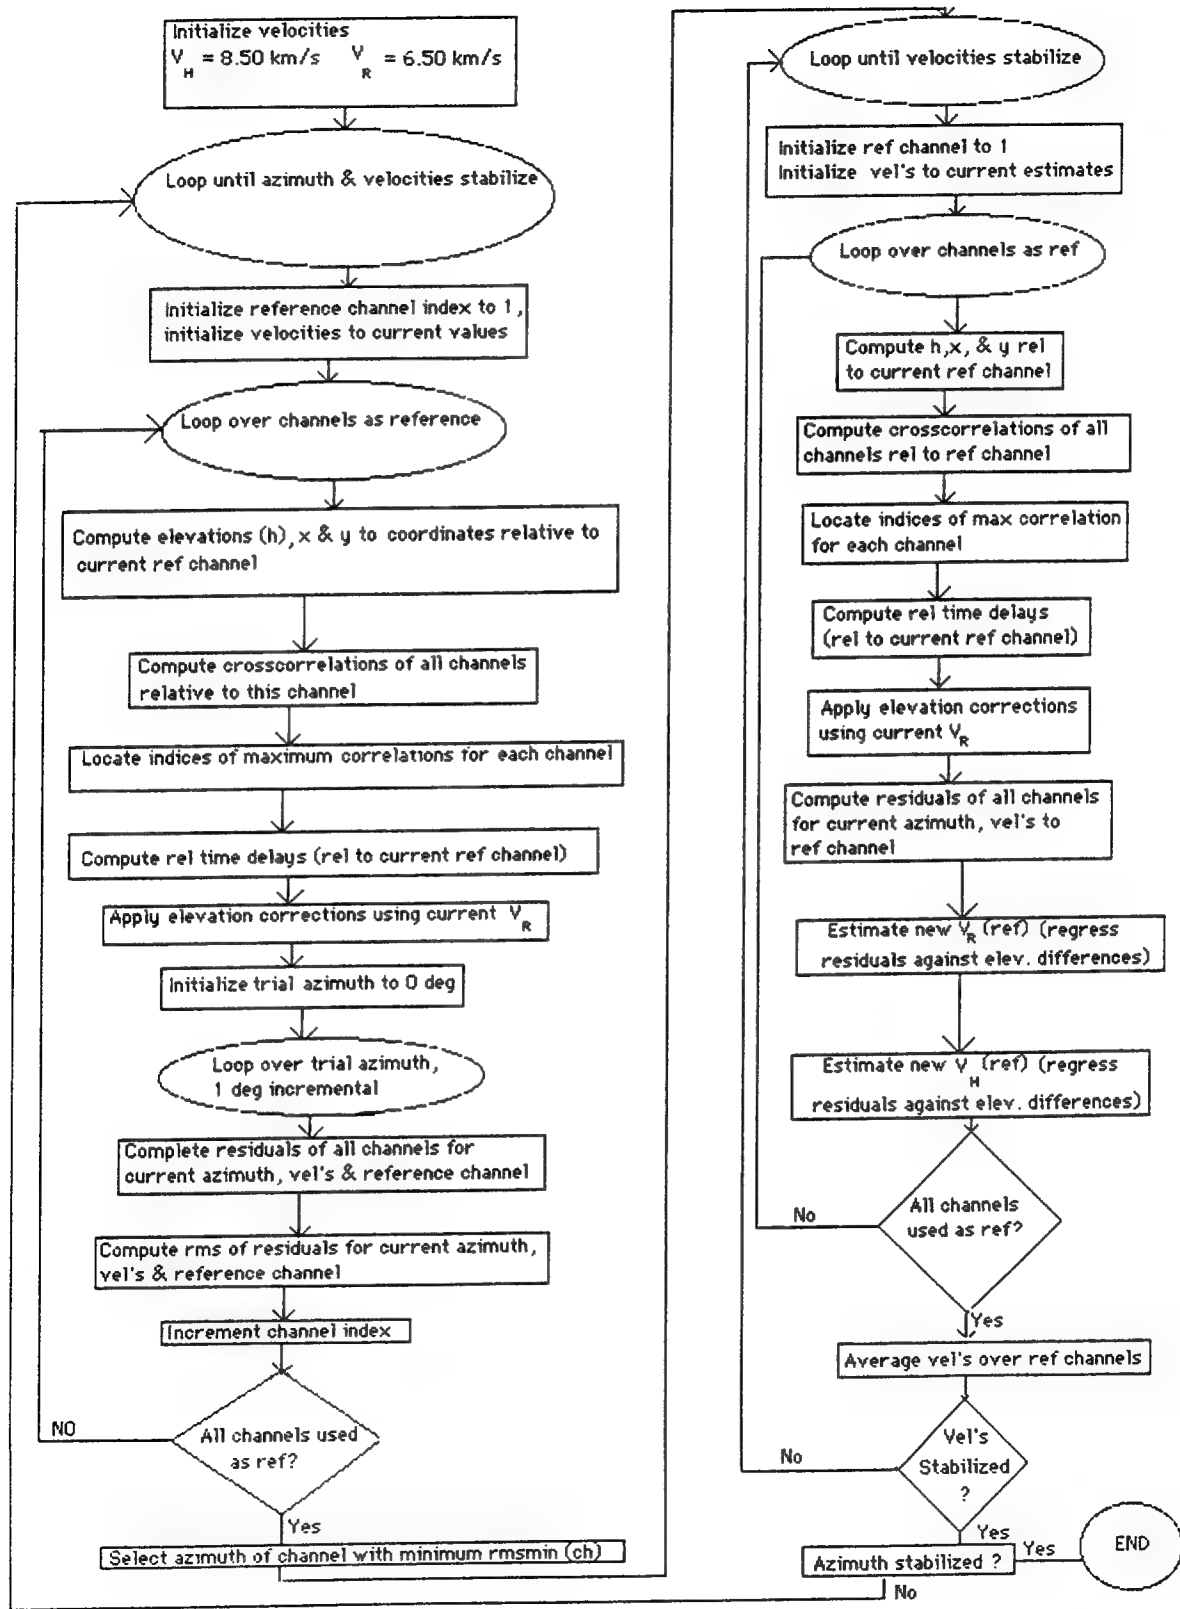 Initialize velocities
V_H = 8.50 km/s V_R = 6.50 km/s
Loop until azimuth & velocities stabilize
Initialize reference channel index to 1,
initialize velocities to current values
Loop over channels as reference
Compute elevations (h), x & y to coordinates relative to
current ref channel
Compute crosscorrelations of all channels
relative to this channel
Locate indices of maximum correlations for each channel
Compute rel time delays (rel to current ref channel)
Apply elevation corrections using current V_R
Initialize trial azimuth to 0 deg
Loop over trial azimuth,
1 deg incremental
Complete residuals of all channels for
current azimuth, vel's & reference channel
Compute rms of residuals for current azimuth,
vel's & reference channel
Increment channel index
NO
All channels used
as ref?
Yes
Select azimuth of channel with minimum rmsmin (ch)
Loop until velocities stabilize
Initialize ref channel to 1
Initialize vel's to current estimates
Loop over channels as ref
Compute h,x, & y rel
to current ref channel
Compute crosscorrelations of all
channels rel to ref channel
Locate indices of max correlation
for each channel
Compute rel time delays
(rel to current ref channel)
Apply elevation corrections
using current V_R
Compute residuals of all channels
for current azimuth, vel's to
ref channel
Estimate new V_R (ref) (regress
residuals against elev. differences)
Estimate new V_H (ref) (regress
residuals against elev. differences)
No
All channels
used as ref?
Yes
Average vel's over ref channels
No
Vel's
Stabilized
?
Yes
Azimuth stabilized ?
Yes
END
No